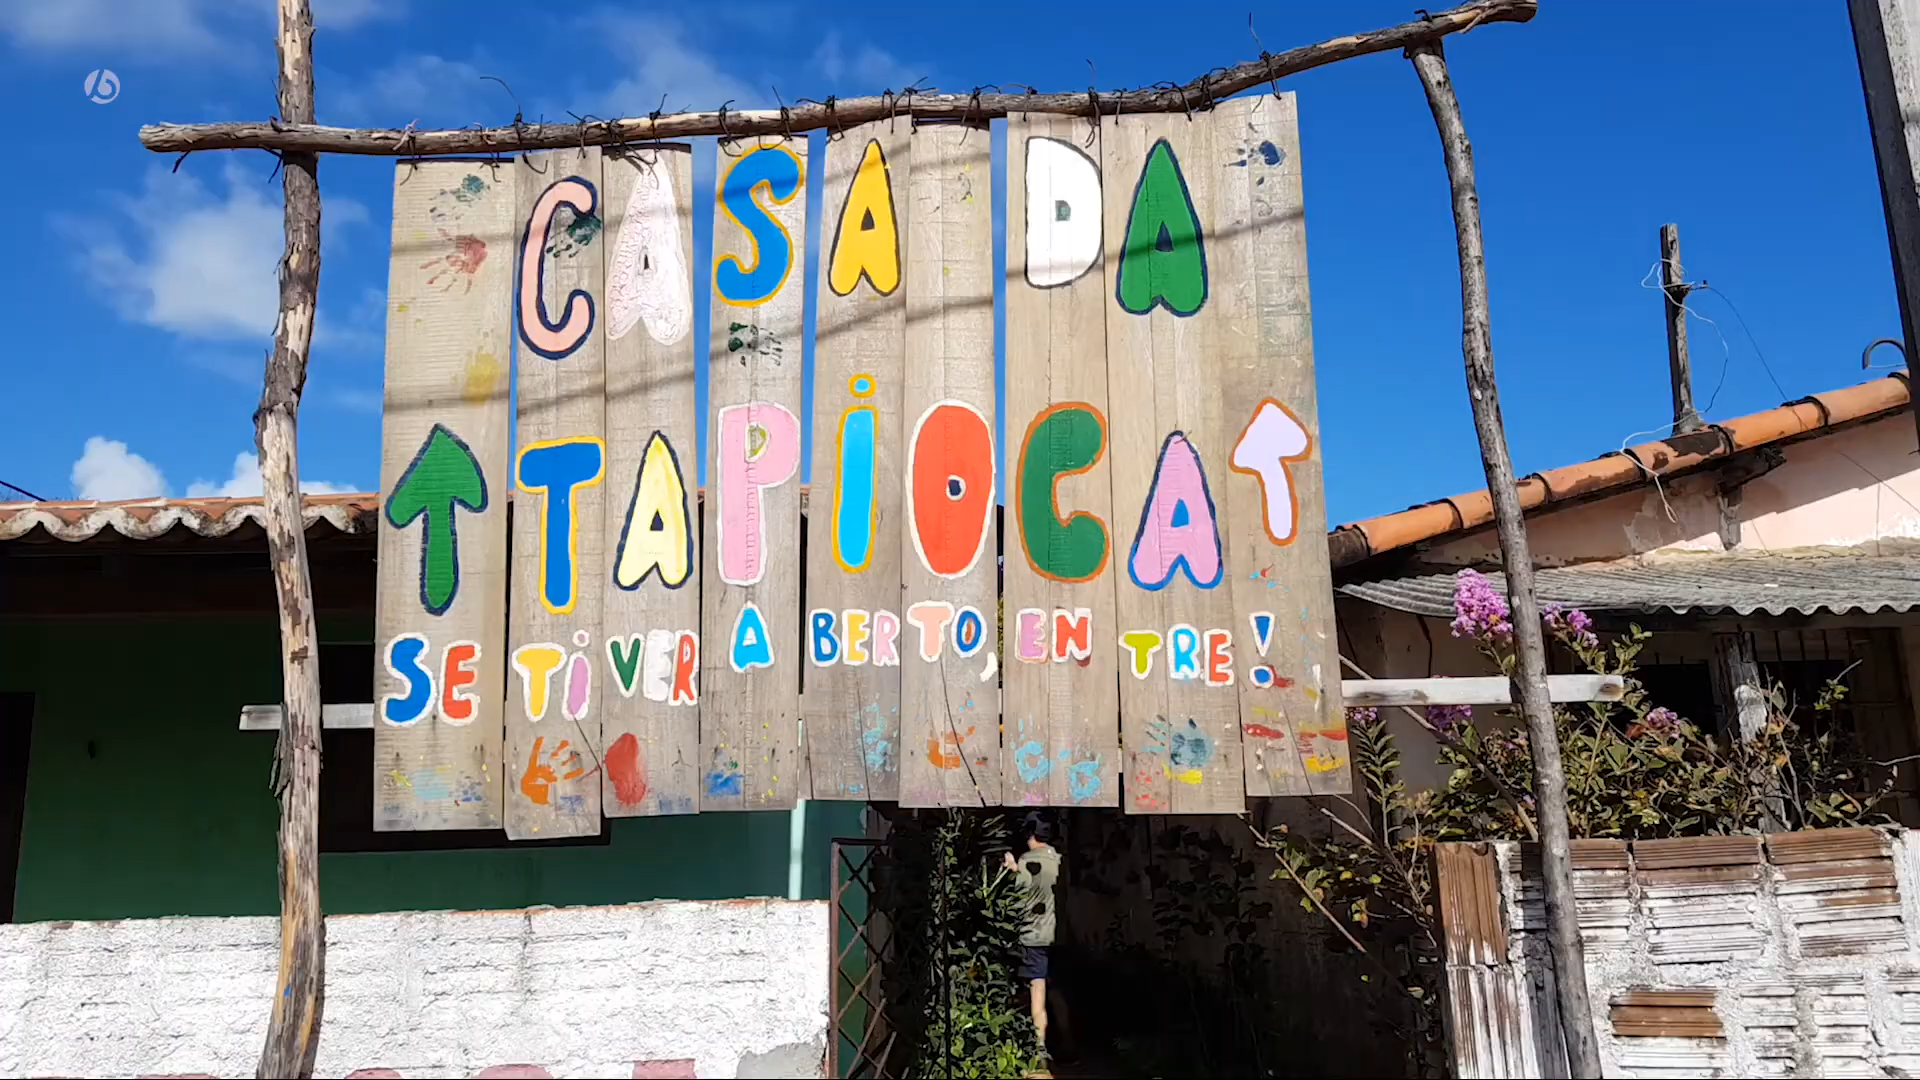 CASA DA
↑TAPIOCA↑
SE TIVER ABERTO, ENTRE!